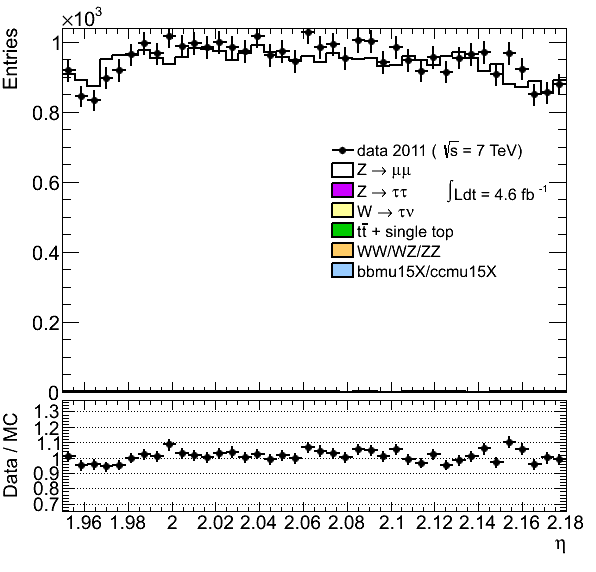 ×10³
Entries
1
0.8
0.6
0.4
0.2
0
data 2011 ( √s = 7 TeV)
Z → μμ
Z → ττ
∫Ldt = 4.6 fb⁻¹
W → τν
tt̄ + single top
WW/WZ/ZZ
bbmu15X/ccmu15X
Data / MC
1.3
1.2
1.1
1
0.9
0.8
0.7
1.96 1.98 2 2.02 2.04 2.06 2.08 2.1 2.12 2.14 2.16 2.18
η